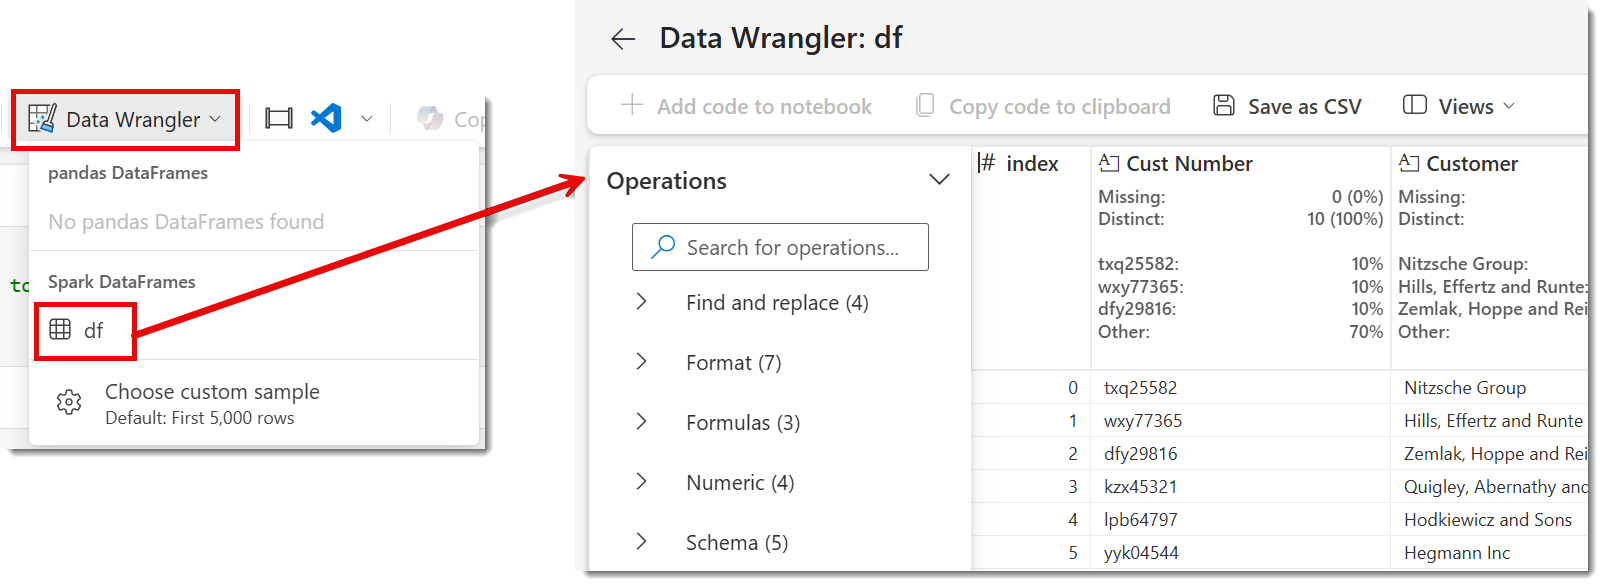 Data Wrangler
pandas DataFrames
No pandas DataFrames found
Spark DataFrames
df
Choose custom sample
Default: First 5,000 rows
Data Wrangler: df
Add code to notebook
Copy code to clipboard
Save as CSV
Views
Operations
Search for operations...
Find and replace (4)
Format (7)
Formulas (3)
Numeric (4)
Schema (5)
index Cust Number Customer
Missing: 0 (0%) Missing:
Distinct: 10 (100%) Distinct:
txq25582: 10% Nitzsche Group:
wxy77365: 10% Hills, Effertz and Runte:
dfy29816: 10% Zemlak, Hoppe and Rei
Other: 70% Other:
0 txq25582 Nitzsche Group
1 wxy77365 Hills, Effertz and Runte
2 dfy29816 Zemlak, Hoppe and Rei
3 kzx45321 Quigley, Abernathy and
4 lpb64797 Hodkiewicz and Sons
5 yyk04544 Hegmann Inc